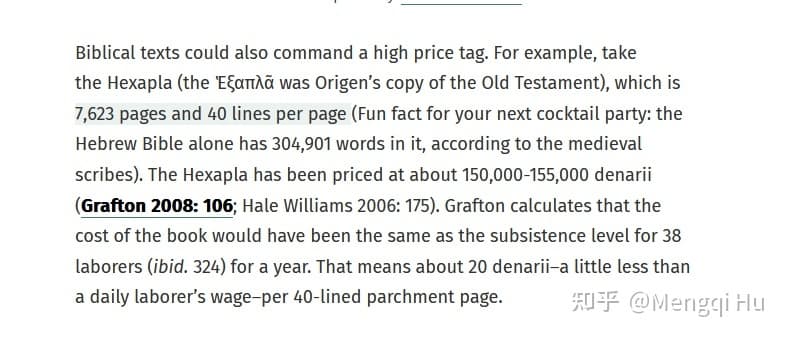 Biblical texts could also command a high price tag. For example, take
the Hexapla (the Ἑξαπλᾶ was Origen’s copy of the Old Testament), which is
7,623 pages and 40 lines per page (Fun fact for your next cocktail party: the
Hebrew Bible alone has 304,901 words in it, according to the medieval
scribes). The Hexapla has been priced at about 150,000-155,000 denarii
(Grafton 2008: 106; Hale Williams 2006: 175). Grafton calculates that the
cost of the book would have been the same as the subsistence level for 38
laborers (ibid. 324) for a year. That means about 20 denarii–a little less than
a daily laborer’s wage–per 40-lined parchment page.
知乎 @Mengqi Hu